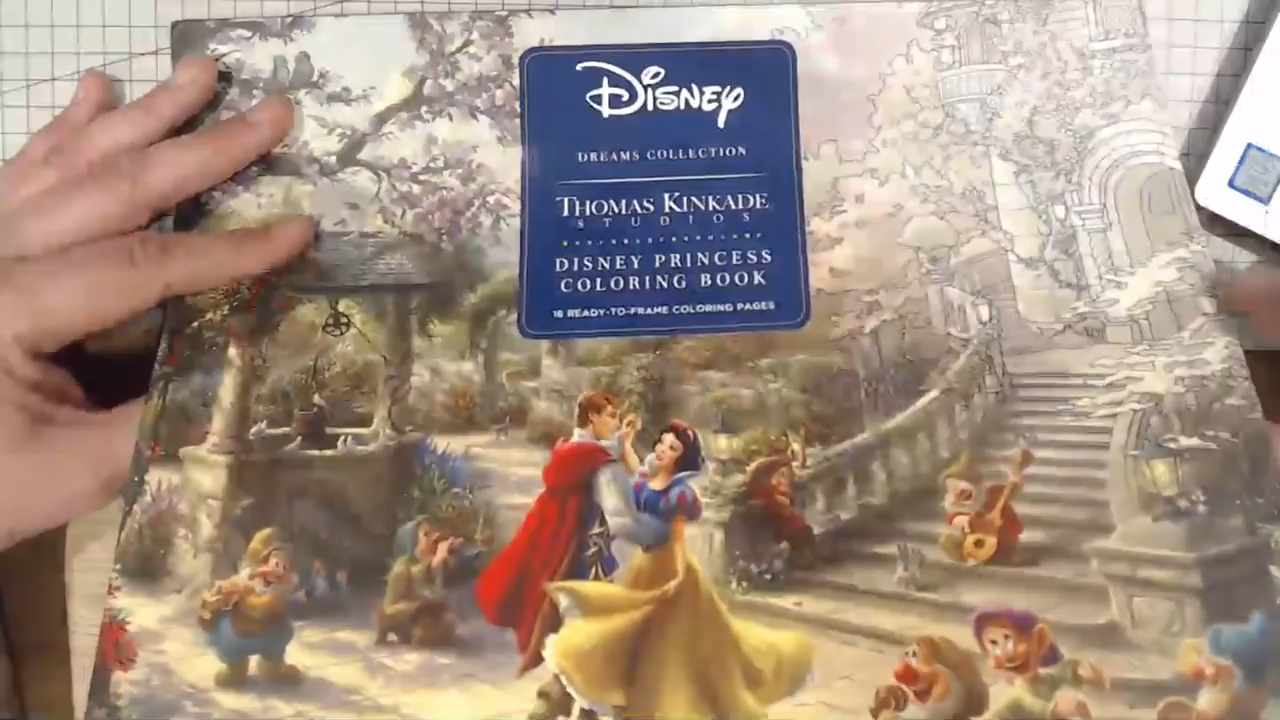 Disney
DREAMS COLLECTION
THOMAS KINKADE
STUDIOS
DISNEY PRINCESS
COLORING BOOK
16 READY-TO-FRAME COLORING PAGES